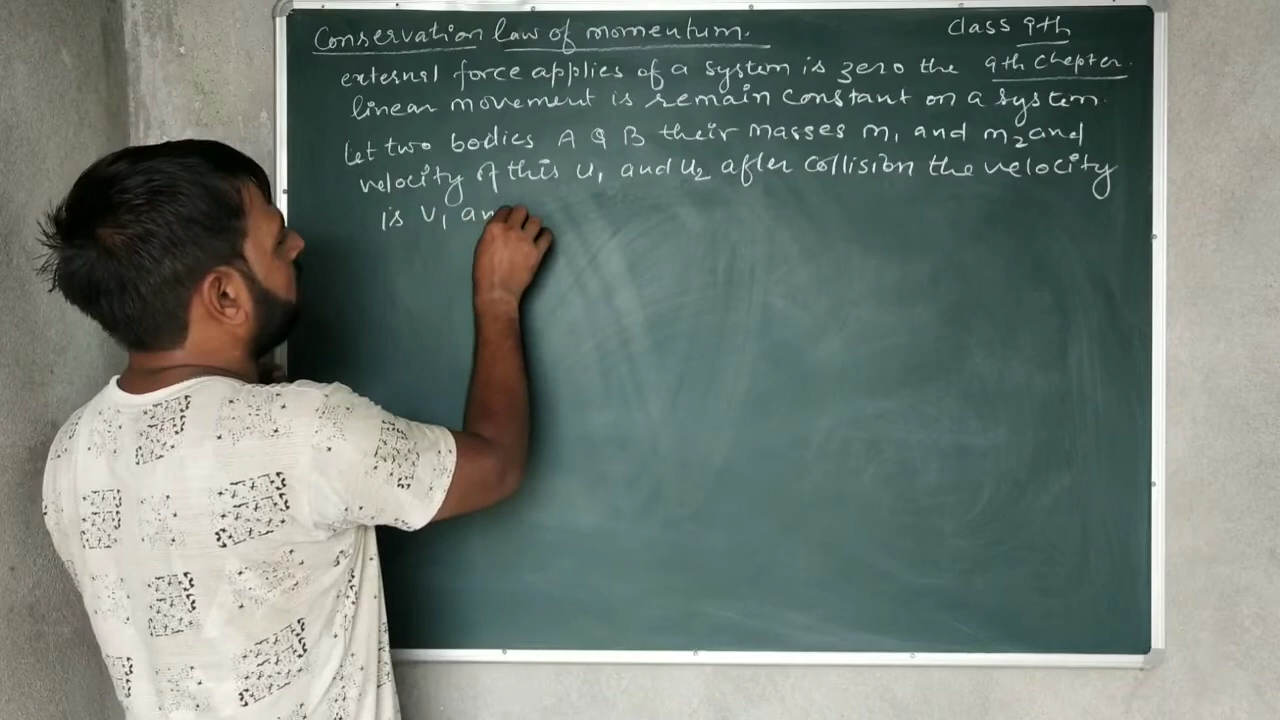 Conservation law of momentum. Class 9th
external force applies of a system is zero the 9th Chepter.
linear movement is remain constant on a system.
Let two bodies A & B their masses m₁ and m₂ and
velocity of this u₁ and u₂ after collision the velocity
is v₁ an